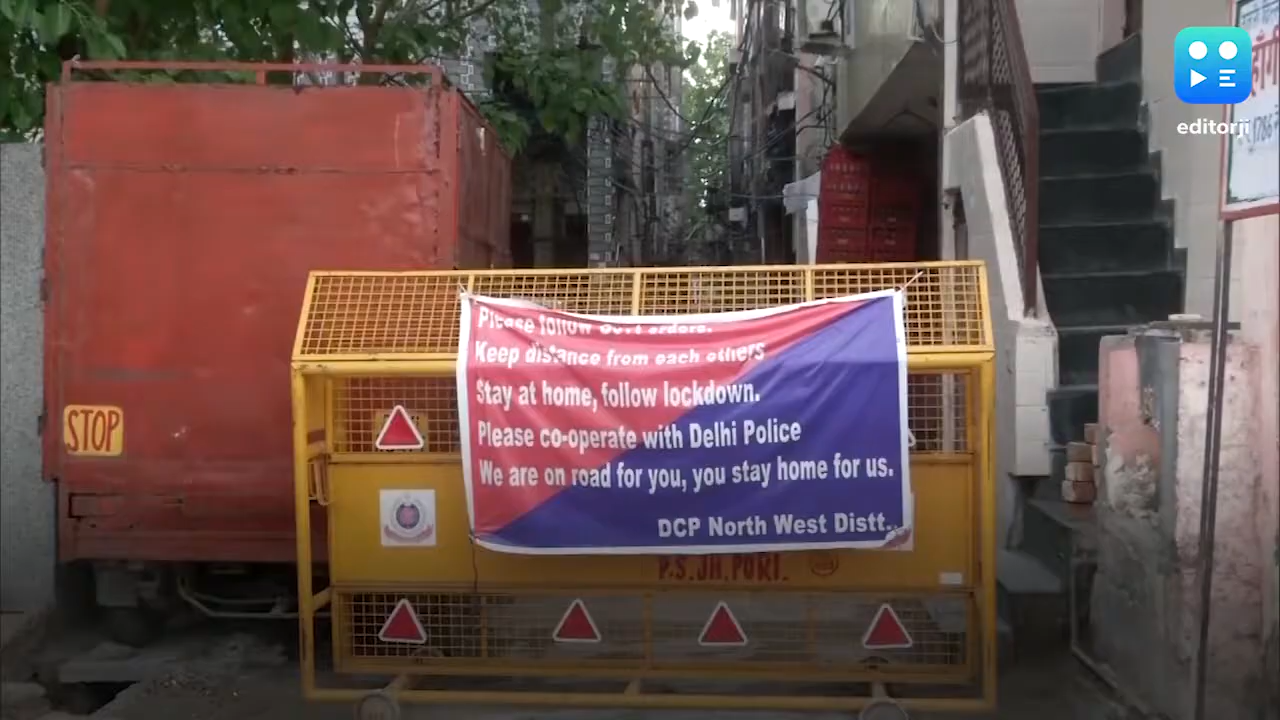 editorji
STOP
Please follow Govt orders.
Keep distance from each others
Stay at home, follow lockdown.
Please co-operate with Delhi Police
We are on road for you, you stay home for us.
DCP North West Distt.
P.S. JH. PURI.